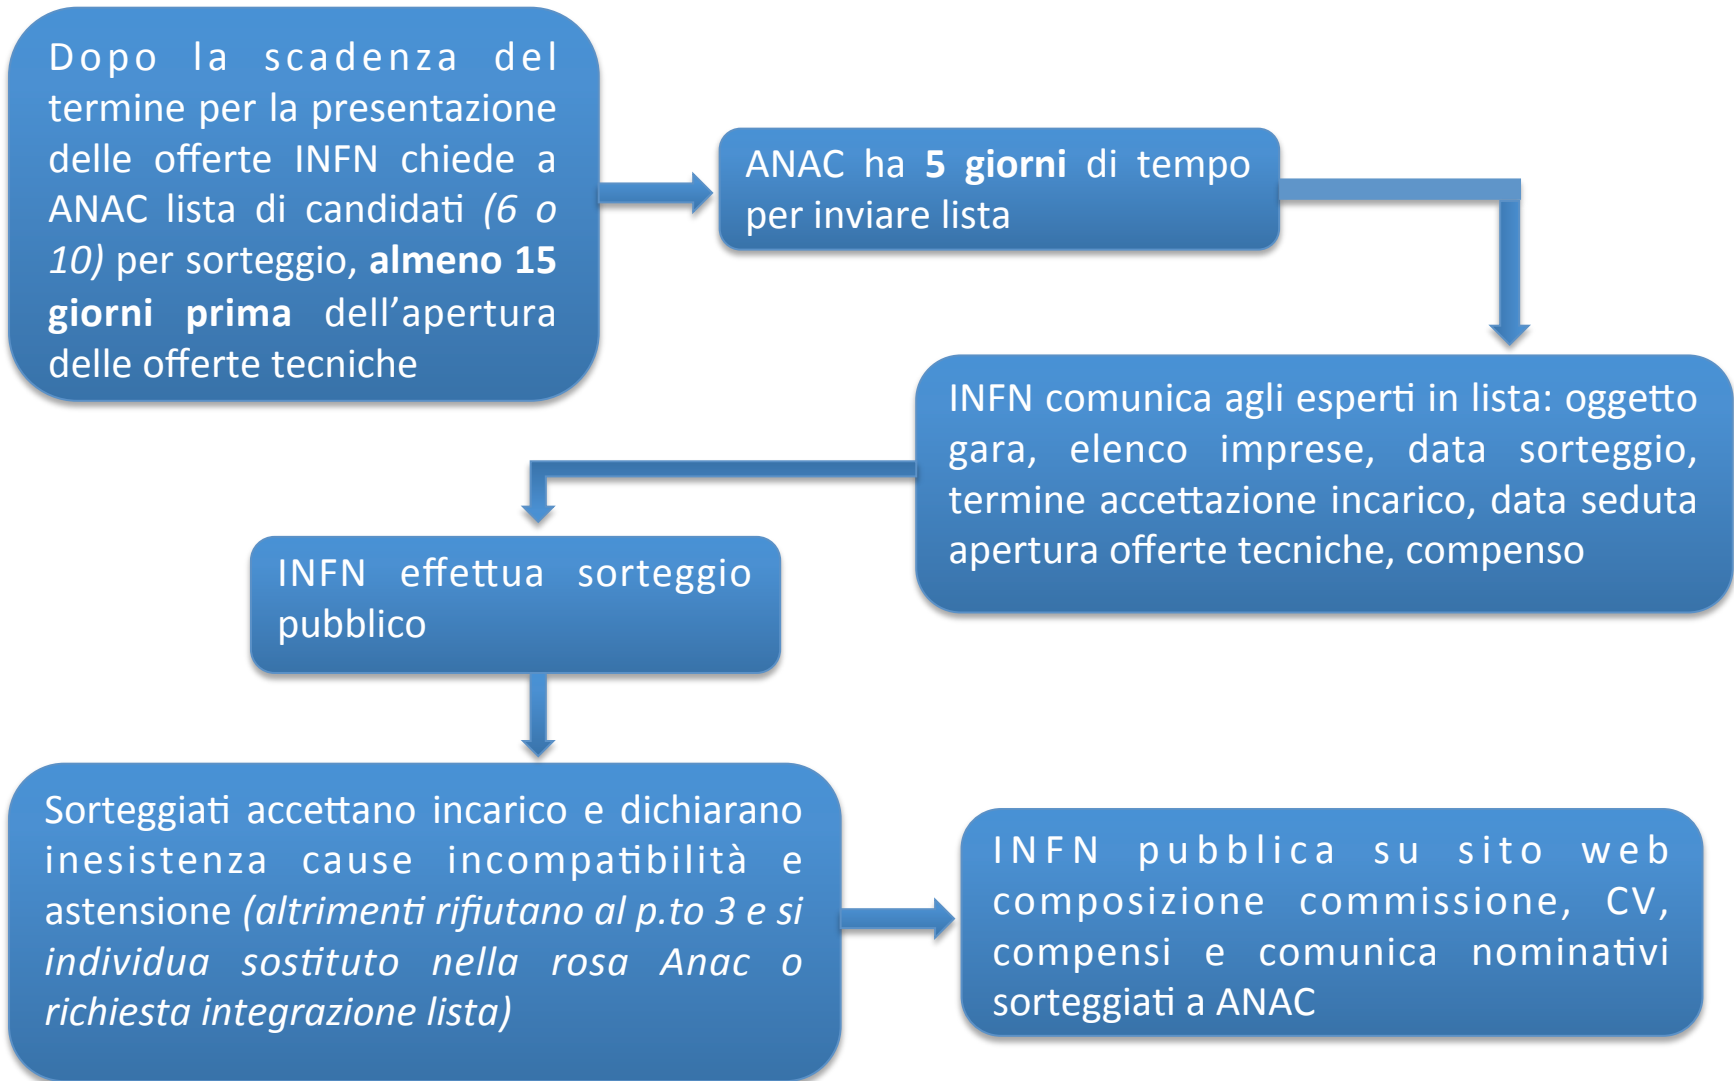 Dopo la scadenza del
termine per la presentazione
delle offerte INFN chiede a
ANAC lista di candidati (6 o
10) per sorteggio, almeno 15
giorni prima dell’apertura
delle offerte tecniche
ANAC ha 5 giorni di tempo
per inviare lista
INFN comunica agli esperti in lista: oggetto
gara, elenco imprese, data sorteggio,
termine accettazione incarico, data seduta
apertura offerte tecniche, compenso
INFN effettua sorteggio
pubblico
Sorteggiati accettano incarico e dichiarano
inesistenza cause incompatibilità e
astensione (altrimenti rifiutano al p.to 3 e si
individua sostituto nella rosa Anac o
richiesta integrazione lista)
INFN pubblica su sito web
composizione commissione, CV,
compensi e comunica nominativi
sorteggiati a ANAC